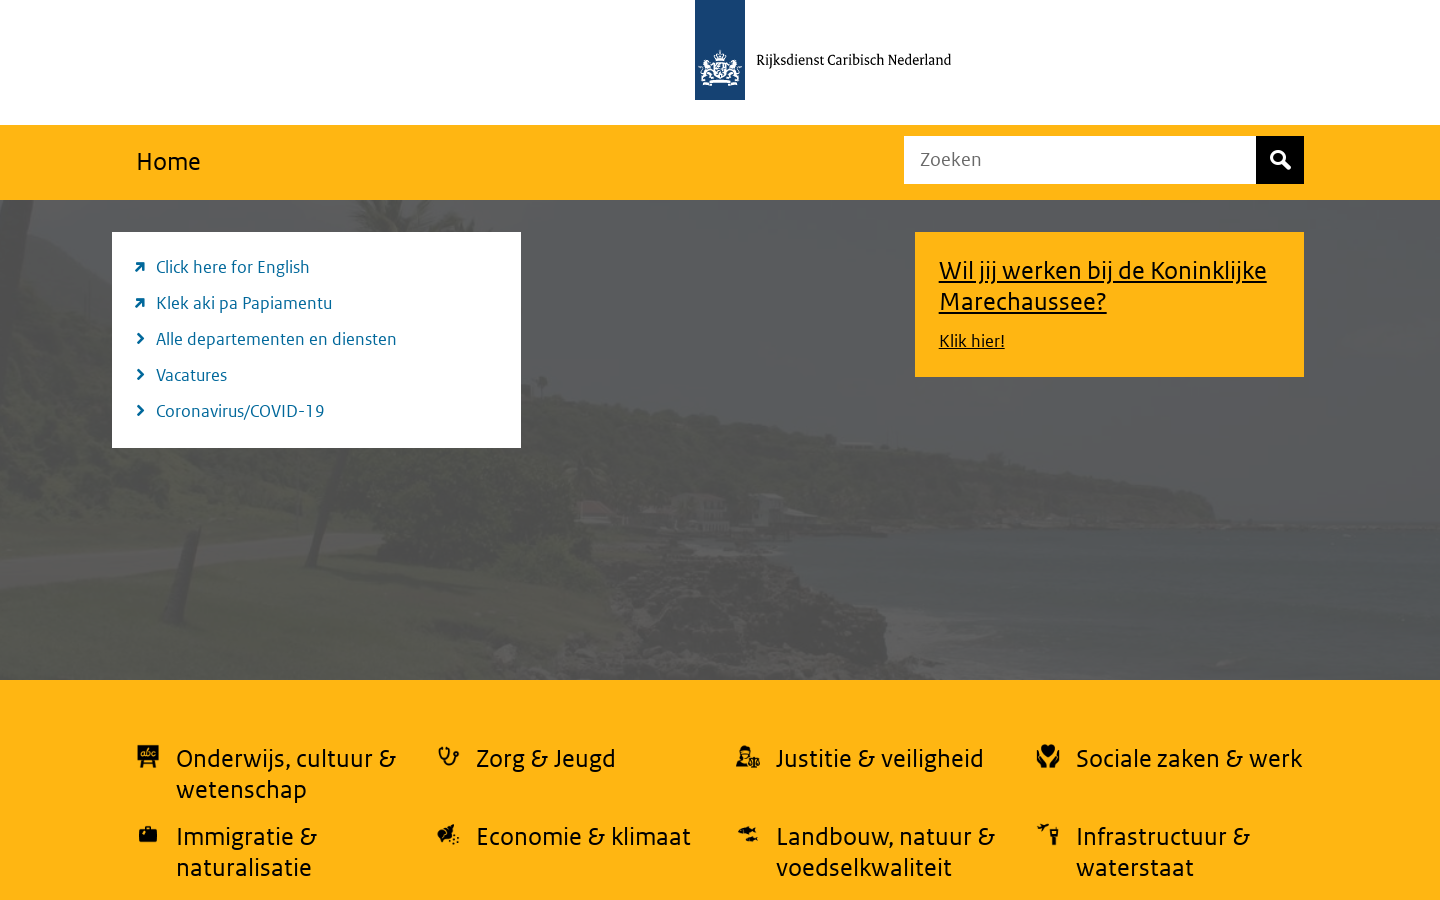 Rijksdienst Caribisch Nederland
Home
Zoeken
Click here for English
Klek aki pa Papiamentu
Alle departementen en diensten
Vacatures
Coronavirus/COVID-19
Wil jij werken bij de Koninklijke
Marechaussee?
Klik hier!
abc
Onderwijs, cultuur &
wetenschap
Zorg & Jeugd
Justitie & veiligheid
Sociale zaken & werk
Immigratie &
naturalisatie
Economie & klimaat
Landbouw, natuur &
voedselkwaliteit
Infrastructuur &
waterstaat